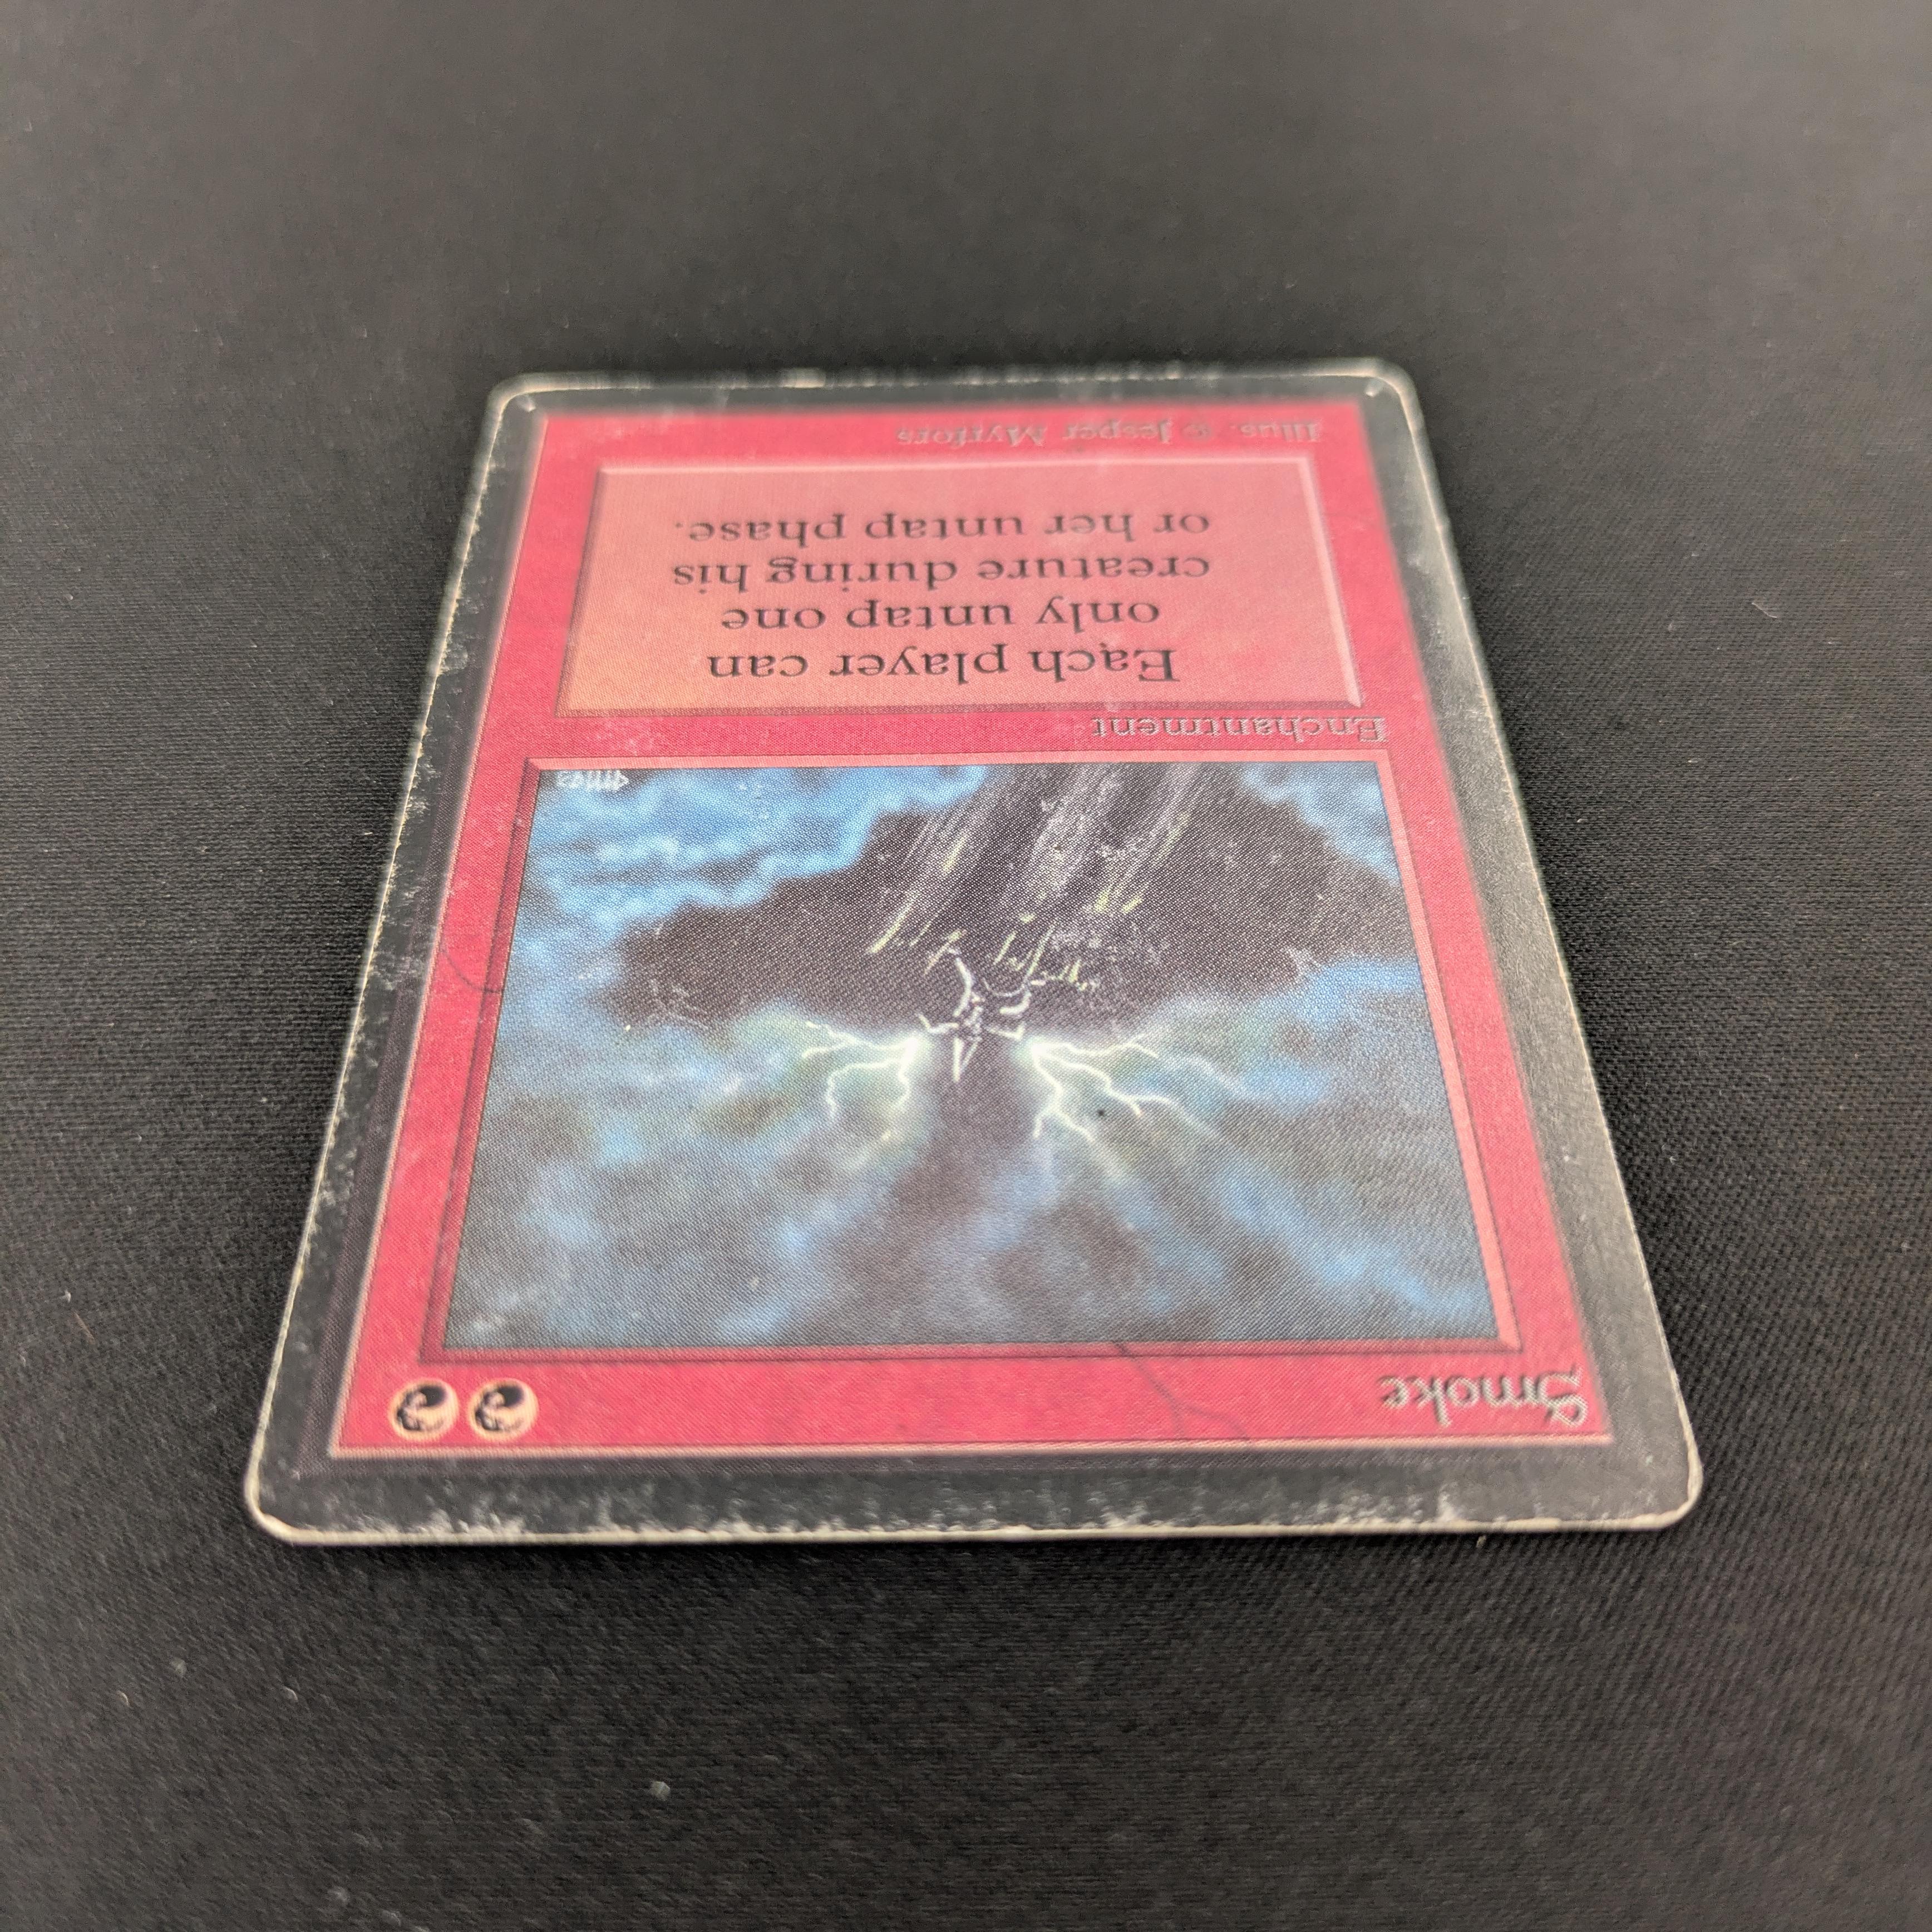 Smoke
Enchantment
Each player can
only untap one
creature during his
or her untap phase.
Illus. © Jesper Myrfors